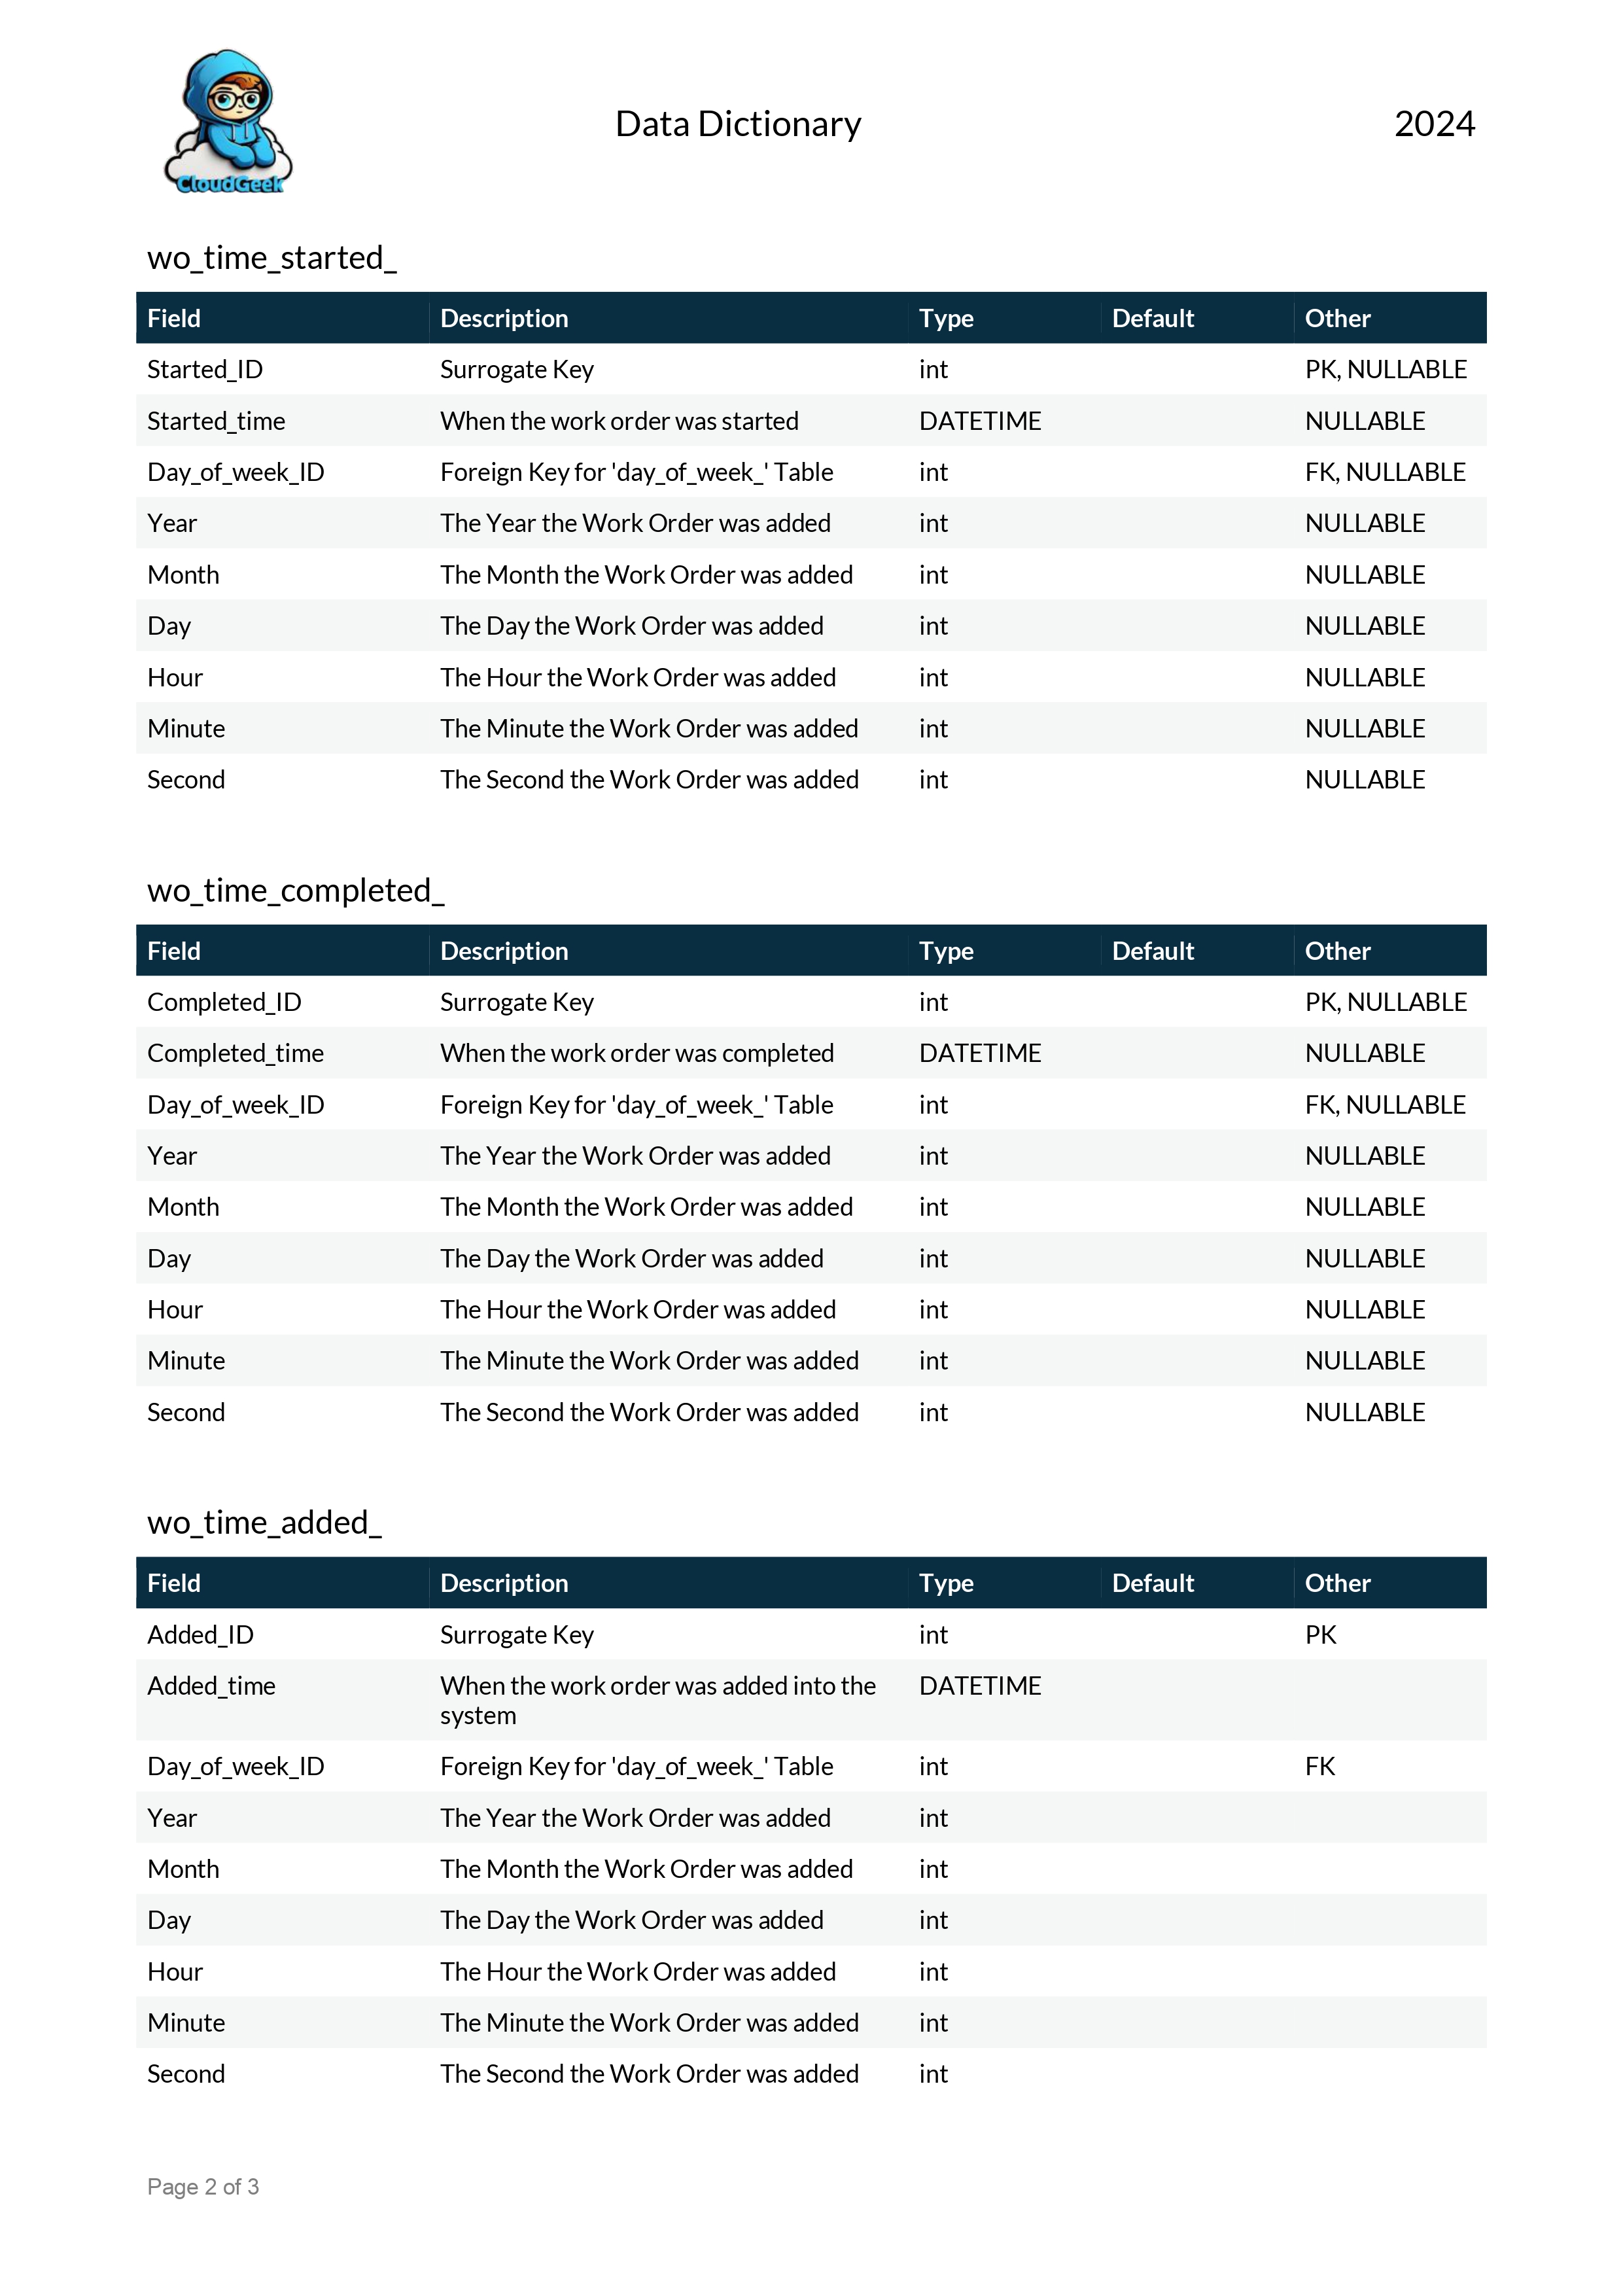 CloudGeek
Data Dictionary
2024
wo_time_started_
Field Description Type Default Other
Started_ID Surrogate Key int PK, NULLABLE
Started_time When the work order was started DATETIME NULLABLE
Day_of_week_ID Foreign Key for 'day_of_week_' Table int FK, NULLABLE
Year The Year the Work Order was added int NULLABLE
Month The Month the Work Order was added int NULLABLE
Day The Day the Work Order was added int NULLABLE
Hour The Hour the Work Order was added int NULLABLE
Minute The Minute the Work Order was added int NULLABLE
Second The Second the Work Order was added int NULLABLE
wo_time_completed_
Field Description Type Default Other
Completed_ID Surrogate Key int PK, NULLABLE
Completed_time When the work order was completed DATETIME NULLABLE
Day_of_week_ID Foreign Key for 'day_of_week_' Table int FK, NULLABLE
Year The Year the Work Order was added int NULLABLE
Month The Month the Work Order was added int NULLABLE
Day The Day the Work Order was added int NULLABLE
Hour The Hour the Work Order was added int NULLABLE
Minute The Minute the Work Order was added int NULLABLE
Second The Second the Work Order was added int NULLABLE
wo_time_added_
Field Description Type Default Other
Added_ID Surrogate Key int PK
Added_time When the work order was added into the DATETIME
system
Day_of_week_ID Foreign Key for 'day_of_week_' Table int FK
Year The Year the Work Order was added int
Month The Month the Work Order was added int
Day The Day the Work Order was added int
Hour The Hour the Work Order was added int
Minute The Minute the Work Order was added int
Second The Second the Work Order was added int
Page 2 of 3